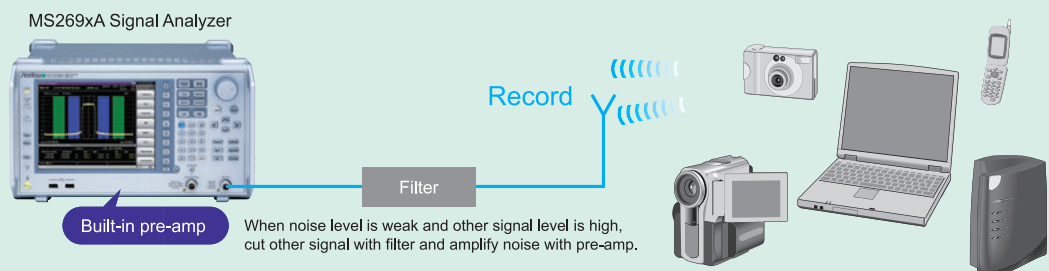 MS269xA Signal Analyzer
Anritsu
Record
Filter
Built-in pre-amp
When noise level is weak and other signal level is high,
cut other signal with filter and amplify noise with pre-amp.